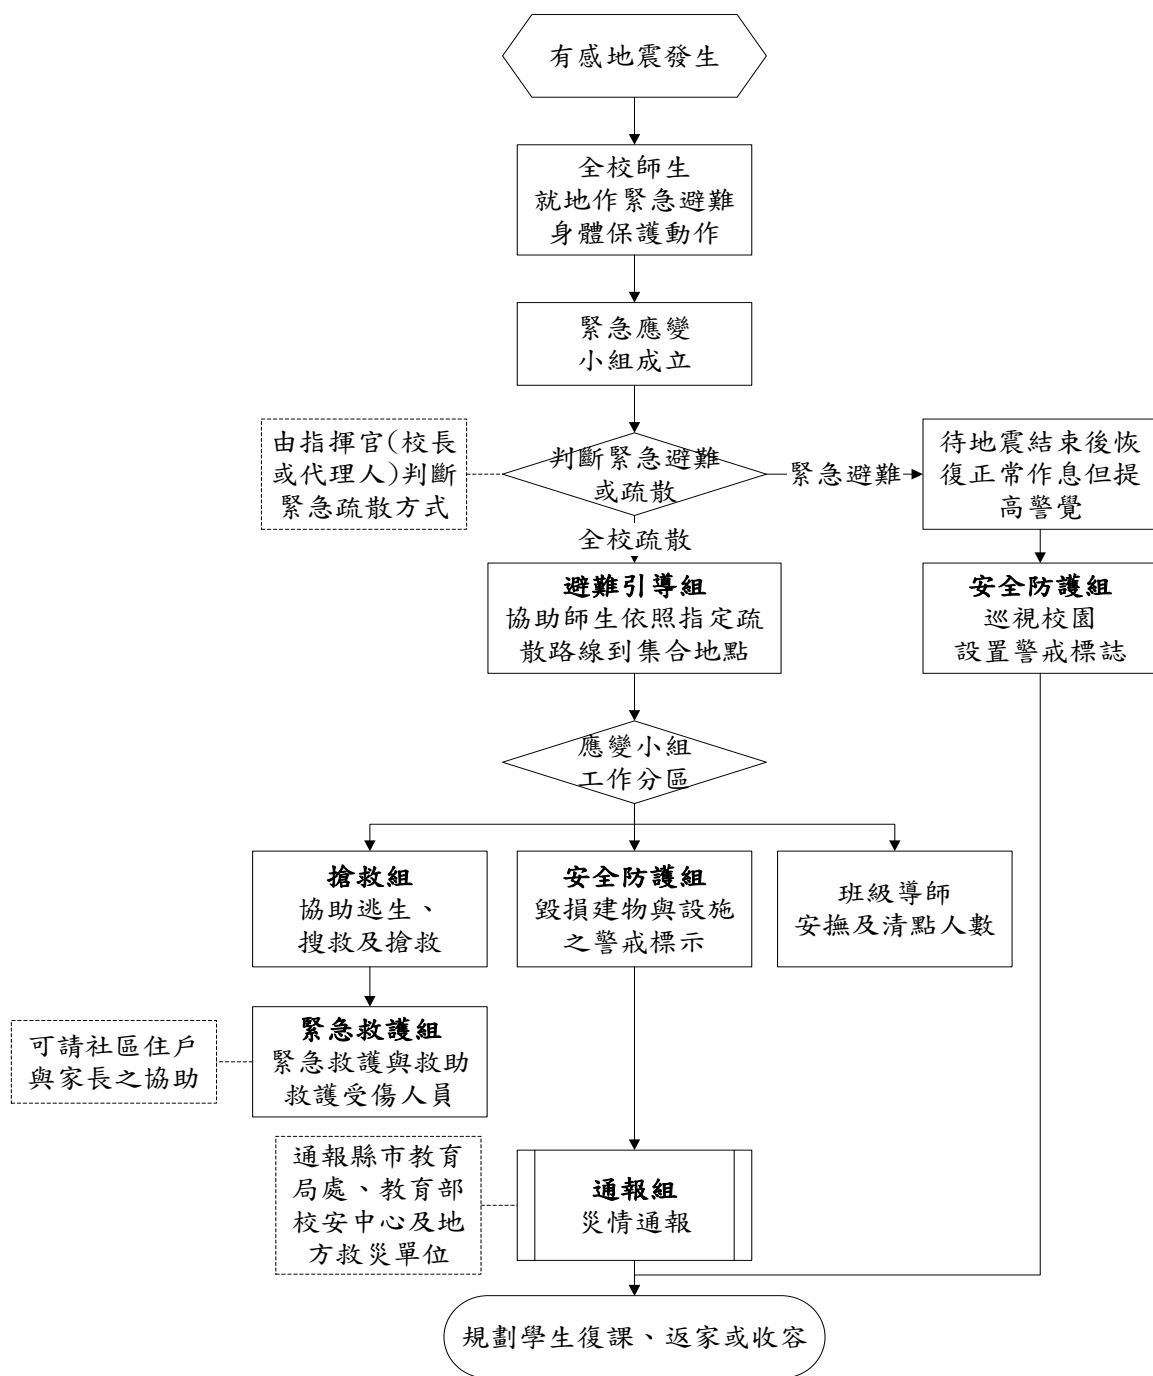 有感地震發生
全校師生
就地作緊急避難
身體保護動作
緊急應變
小組成立
由指揮官(校長
或代理人)判斷
緊急疏散方式
判斷緊急避難
或疏散
緊急避難
待地震結束後恢
復正常作息但提
高警覺
全校疏散
避難引導組
協助師生依照指定疏
散路線到集合地點
安全防護組
巡視校園
設置警戒標誌
應變小組
工作分區
搶救組
協助逃生、
搜救及搶救
安全防護組
毀損建物與設施
之警戒標示
班級導師
安撫及清點人數
可請社區住戶
與家長之協助
緊急救護組
緊急救護與救助
救護受傷人員
通報縣市教育
局處、教育部
校安中心及地
方救災單位
通報組
災情通報
規劃學生復課、返家或收容